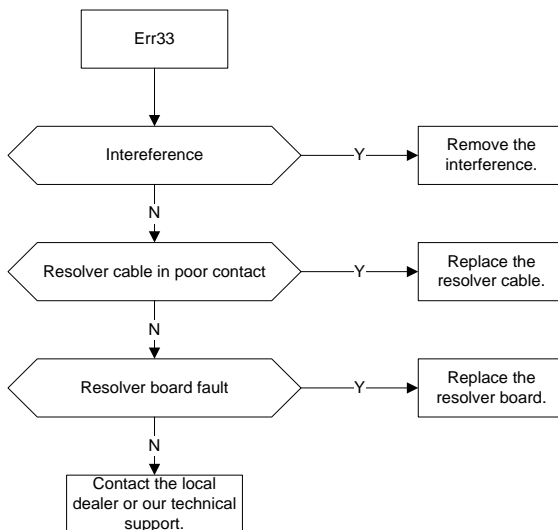 Err33
Intereference
Y
Remove the
interference.
N
Resolver cable in poor contact
Y
Replace the
resolver cable.
N
Resolver board fault
Y
Replace the
resolver board.
N
Contact the local
dealer or our technical
support.